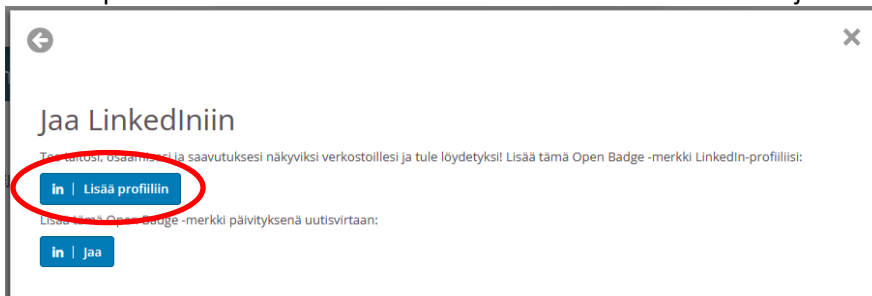 Jaa LinkedIniin
Tee taitosi, osaamisesi ja saavutuksesi näkyviksi verkostoillesi ja tule löydetyksi! Lisää tämä Open Badge -merkki LinkedIn-profiiliisi:
in | Lisää profiiliin
Lisää tämä Open Badge -merkki päivityksenä uutisvirtaan:
in | Jaa